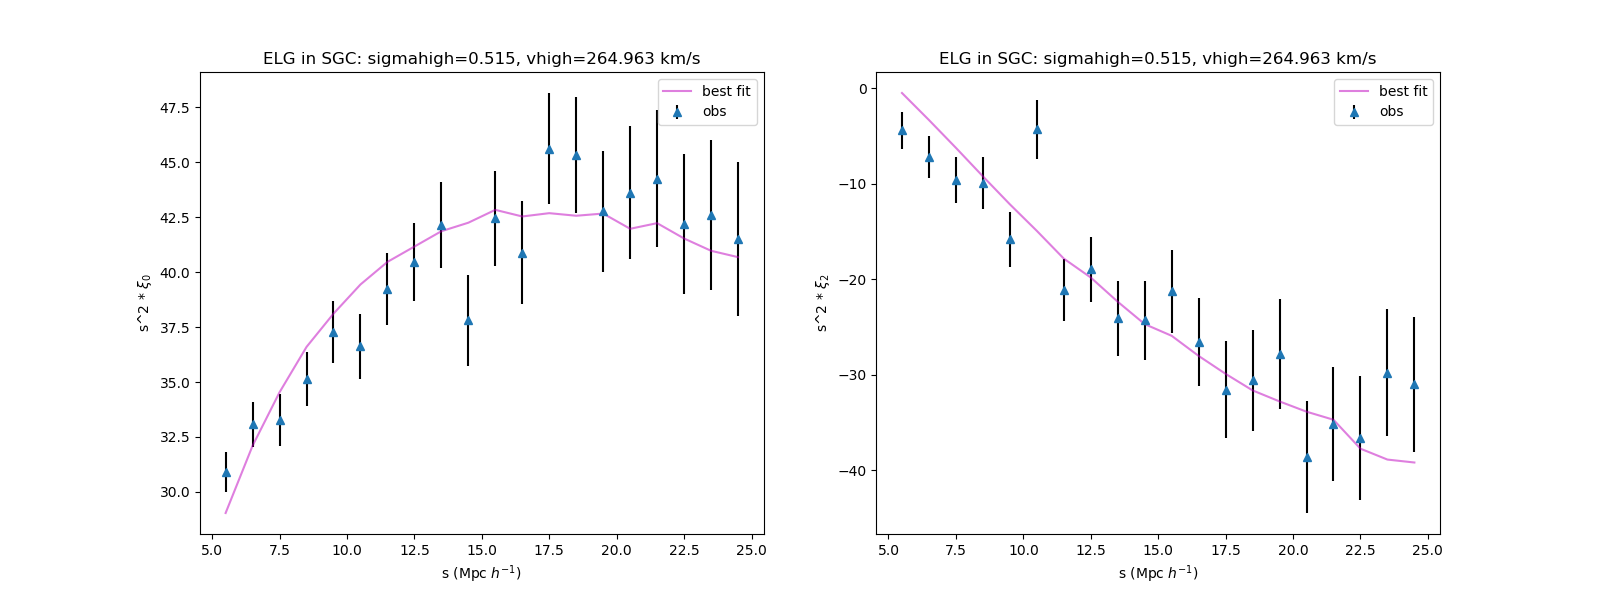 ELG in SGC: sigmahigh=0.515, vhigh=264.963 km/s
best fit
obs
47.5
45.0
42.5
40.0
37.5
35.0
32.5
30.0
s^2 * ξ₀
5.0 7.5 10.0 12.5 15.0 17.5 20.0 22.5 25.0
s (Mpc h⁻¹)
ELG in SGC: sigmahigh=0.515, vhigh=264.963 km/s
best fit
obs
0
−10
−20
−30
−40
s^2 * ξ₂
5.0 7.5 10.0 12.5 15.0 17.5 20.0 22.5 25.0
s (Mpc h⁻¹)